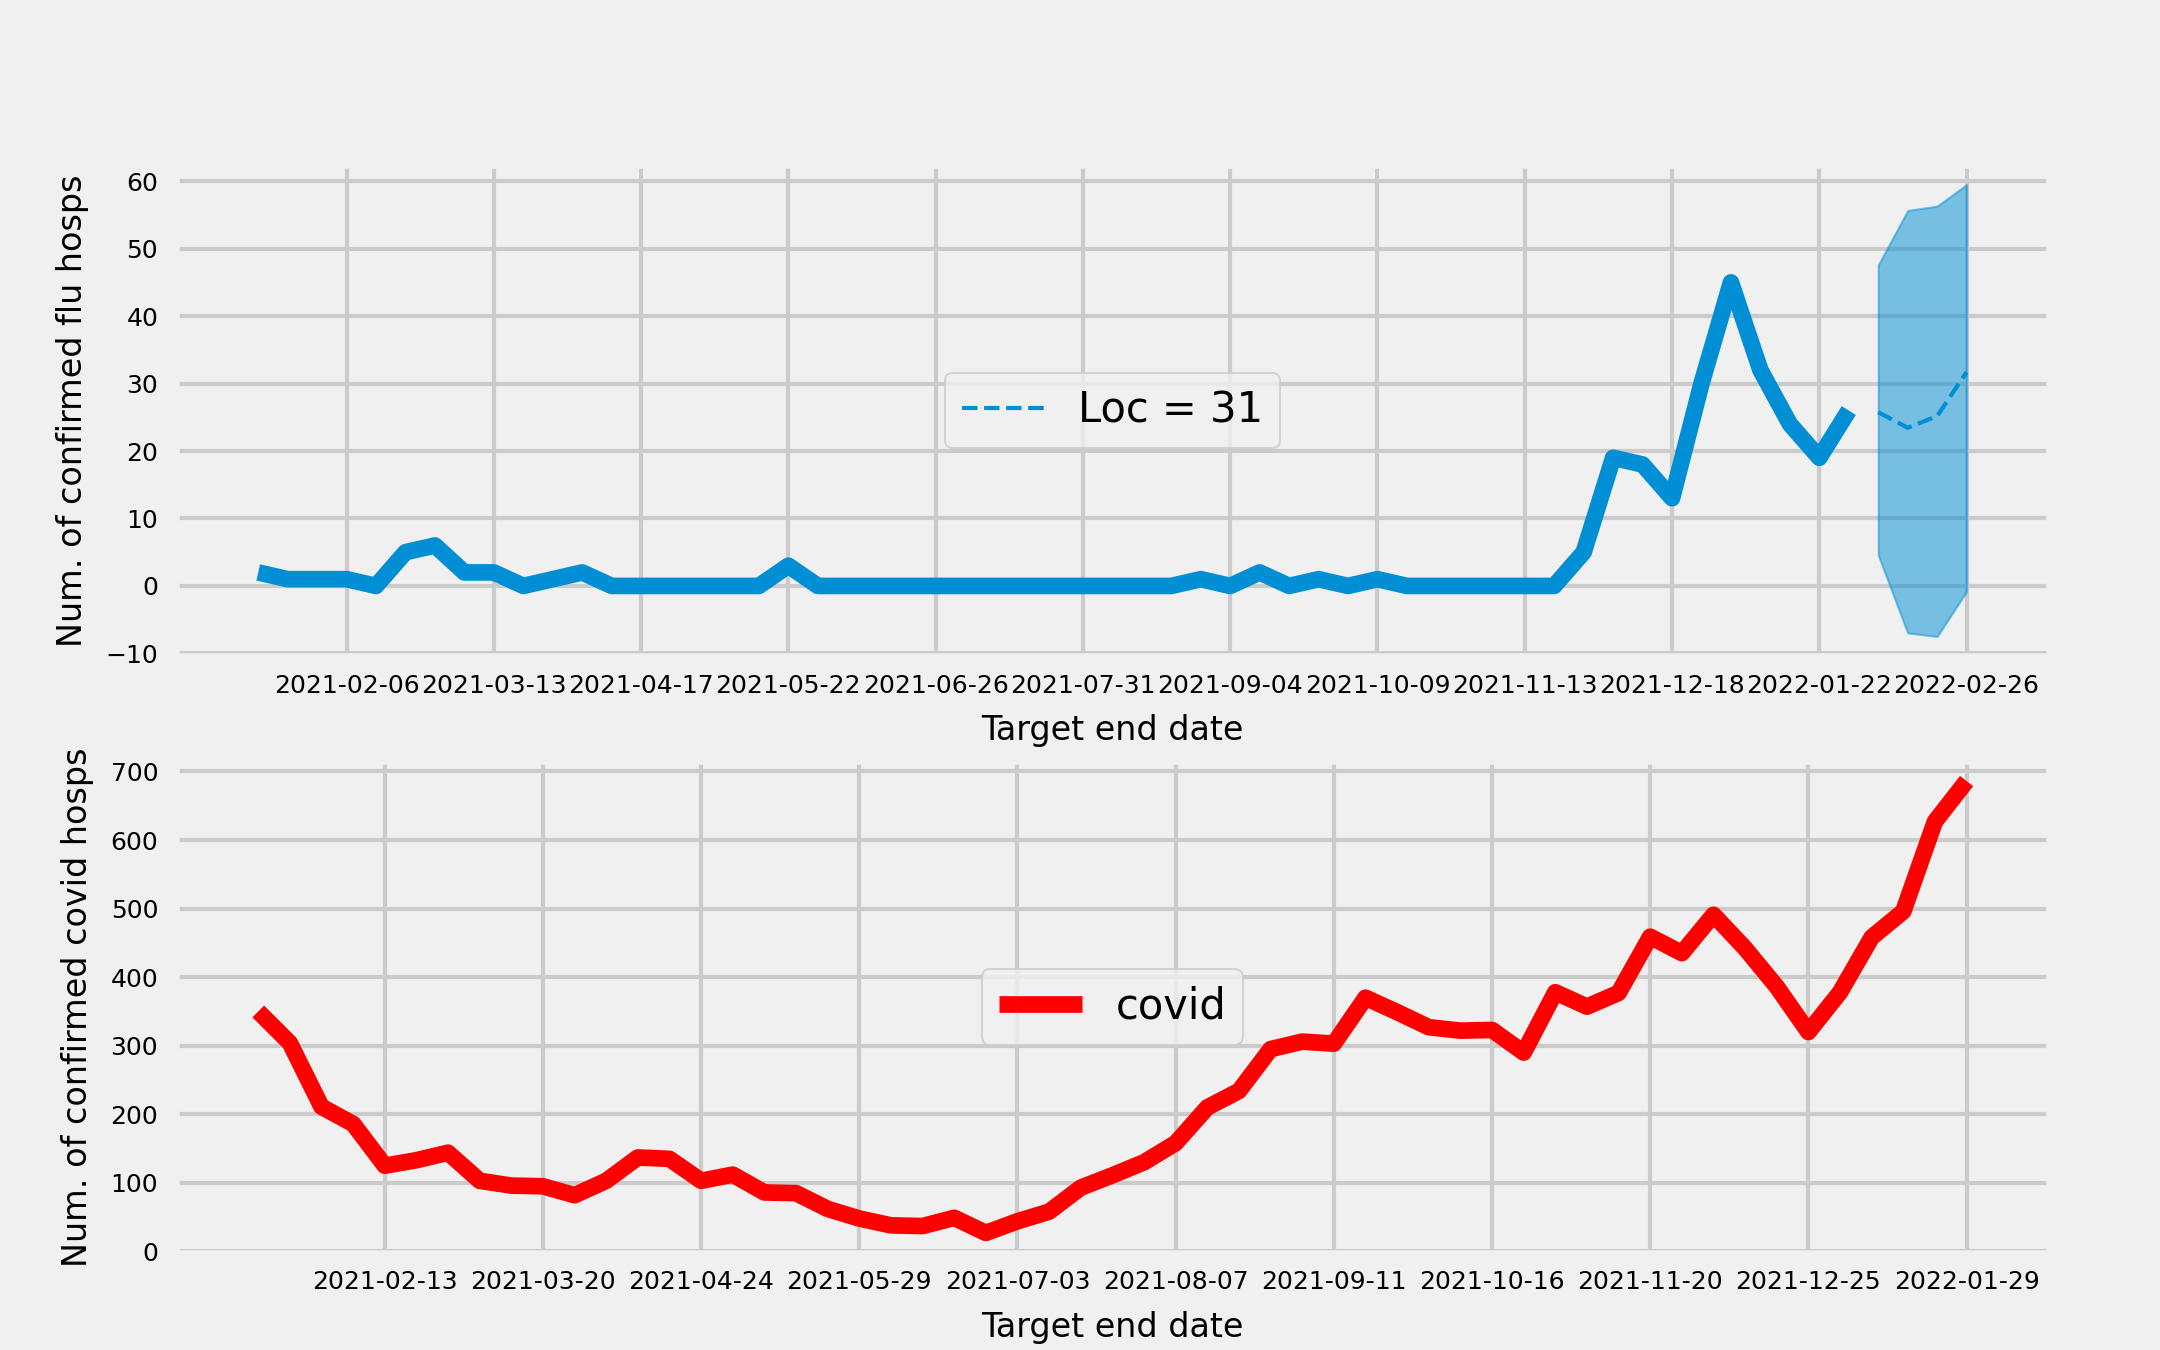 Num. of confirmed flu hosps
60
50
40
30
20
10
0
−10
Loc = 31
2021-02-06 2021-03-13 2021-04-17 2021-05-22 2021-06-26 2021-07-31 2021-09-04 2021-10-09 2021-11-13 2021-12-18 2022-01-22 2022-02-26
Target end date
Num. of confirmed covid hosps
700
600
500
400
300
200
100
0
covid
2021-02-13 2021-03-20 2021-04-24 2021-05-29 2021-07-03 2021-08-07 2021-09-11 2021-10-16 2021-11-20 2021-12-25 2022-01-29
Target end date